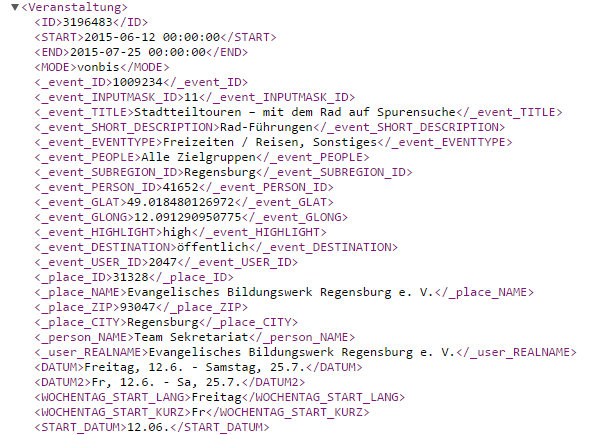 <Veranstaltung>
<ID>3196483</ID>
<START>2015-06-12 00:00:00</START>
<END>2015-07-25 00:00:00</END>
<MODE>vonbis</MODE>
<_event_ID>1009234</_event_ID>
<_event_INPUTMASK_ID>11</_event_INPUTMASK_ID>
<_event_TITLE>Stadtteiltouren – mit dem Rad auf Spurensuche</_event_TITLE>
<_event_SHORT_DESCRIPTION>Rad-Führungen</_event_SHORT_DESCRIPTION>
<_event_EVENTTYPE>Freizeiten / Reisen, Sonstiges</_event_EVENTTYPE>
<_event_PEOPLE>Alle Zielgruppen</_event_PEOPLE>
<_event_SUBREGION_ID>Regensburg</_event_SUBREGION_ID>
<_event_PERSON_ID>41652</_event_PERSON_ID>
<_event_GLAT>49.018480126972</_event_GLAT>
<_event_GLONG>12.091290950775</_event_GLONG>
<_event_HIGHLIGHT>high</_event_HIGHLIGHT>
<_event_DESTINATION>öffentlich</_event_DESTINATION>
<_event_USER_ID>2047</_event_USER_ID>
<_place_ID>31328</_place_ID>
<_place_NAME>Evangelisches Bildungswerk Regensburg e. V.</_place_NAME>
<_place_ZIP>93047</_place_ZIP>
<_place_CITY>Regensburg</_place_CITY>
<_person_NAME>Team Sekretariat</_person_NAME>
<_user_REALNAME>Evangelisches Bildungswerk Regensburg e. V.</_user_REALNAME>
<DATUM>Freitag, 12.6. - Samstag, 25.7.</DATUM>
<DATUM2>Fr, 12.6. - Sa, 25.7.</DATUM2>
<WOCHENTAG_START_LANG>Freitag</WOCHENTAG_START_LANG>
<WOCHENTAG_START_KURZ>Fr</WOCHENTAG_START_KURZ>
<START_DATUM>12.06.</START_DATUM>